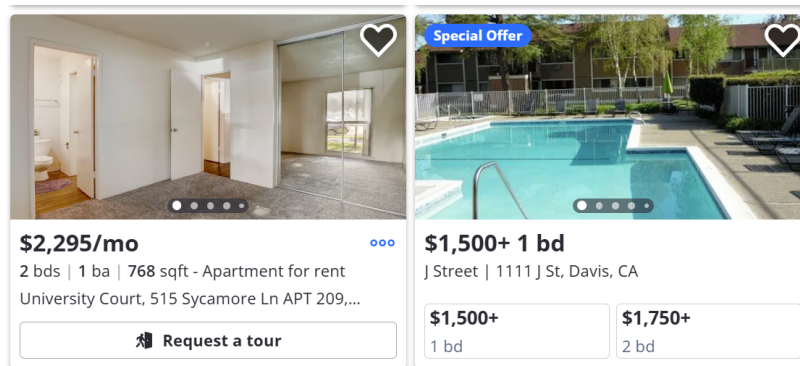 Special Offer
$2,295/mo
2 bds | 1 ba | 768 sqft - Apartment for rent
University Court, 515 Sycamore Ln APT 209,...
Request a tour
$1,500+ 1 bd
J Street | 1111 J St, Davis, CA
$1,500+
1 bd
$1,750+
2 bd